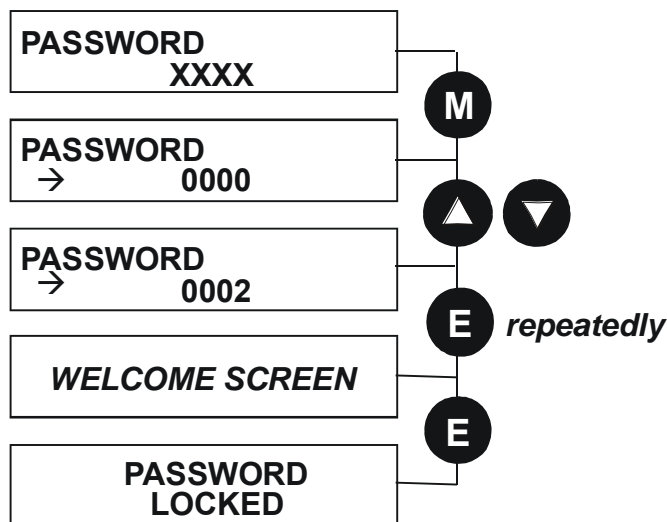 PASSWORD
XXXX
M
PASSWORD
→ 0000
PASSWORD
→ 0002
E repeatedly
WELCOME SCREEN
E
PASSWORD
LOCKED